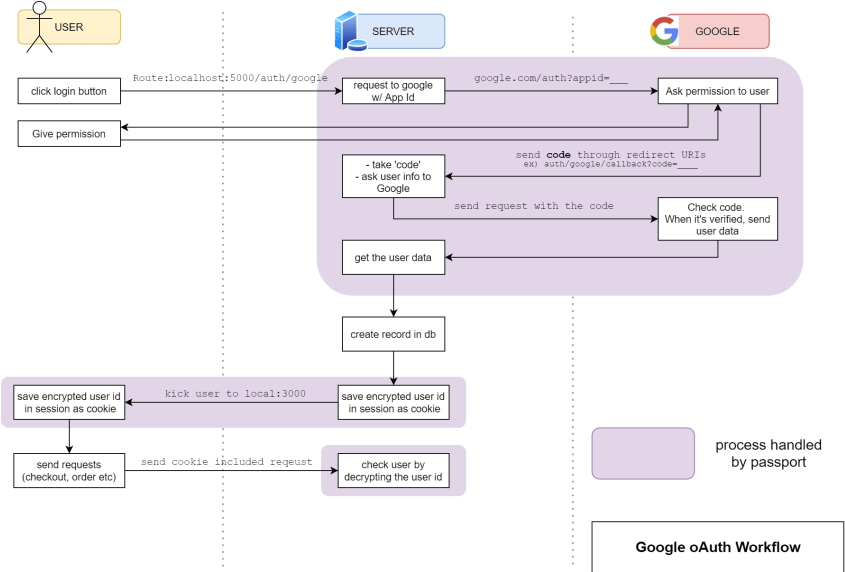 USER
SERVER
GOOGLE
click login button
Route:localhost:5000/auth/google
request to google
w/ App Id
google.com/auth?appid=___
Ask permission to user
Give permission
send code through redirect URIs
ex) auth/google/callback?code=____
- take 'code'
- ask user info to
Google
send request with the code
Check code.
When it's verified, send
user data
get the user data
create record in db
save encrypted user id
in session as cookie
kick user to local:3000
save encrypted user id
in session as cookie
send requests
(checkout, order etc)
send cookie included reqeust
check user by
decrypting the user id
process handled
by passport
Google oAuth Workflow